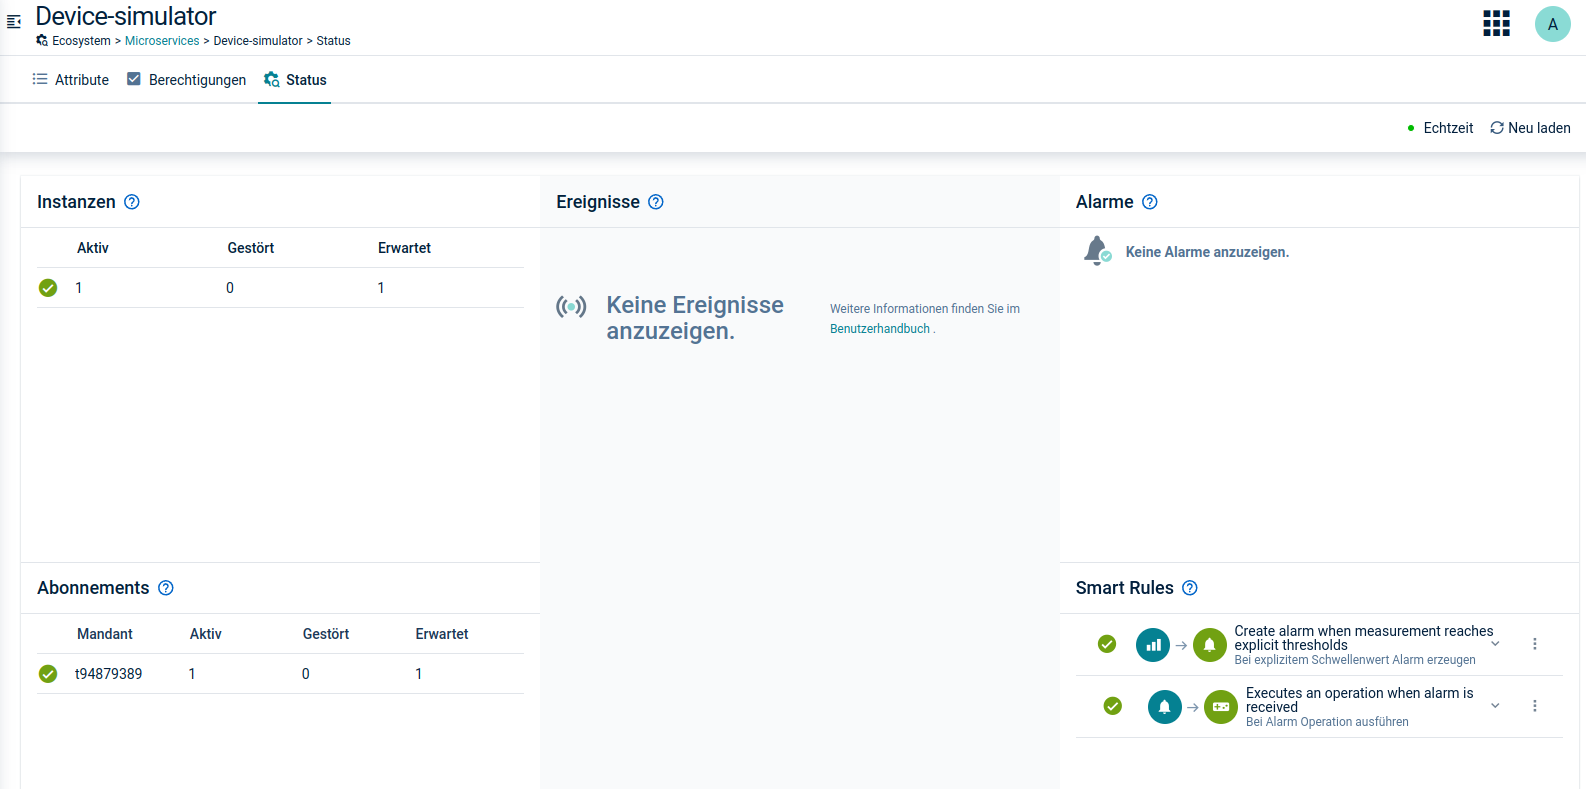 Device-simulator
Ecosystem > Microservices > Device-simulator > Status
A
Attribute
Berechtigungen
Status
Echtzeit
Neu laden
Instanzen
Aktiv Gestört Erwartet
1 0 1
Ereignisse
Keine Ereignisse
anzuzeigen.
Weitere Informationen finden Sie im
Benutzerhandbuch .
Alarme
Keine Alarme anzuzeigen.
Abonnements
Mandant Aktiv Gestört Erwartet
t94879389 1 0 1
Smart Rules
Create alarm when measurement reaches
explicit thresholds
Bei explizitem Schwellenwert Alarm erzeugen
Executes an operation when alarm is
received
Bei Alarm Operation ausführen